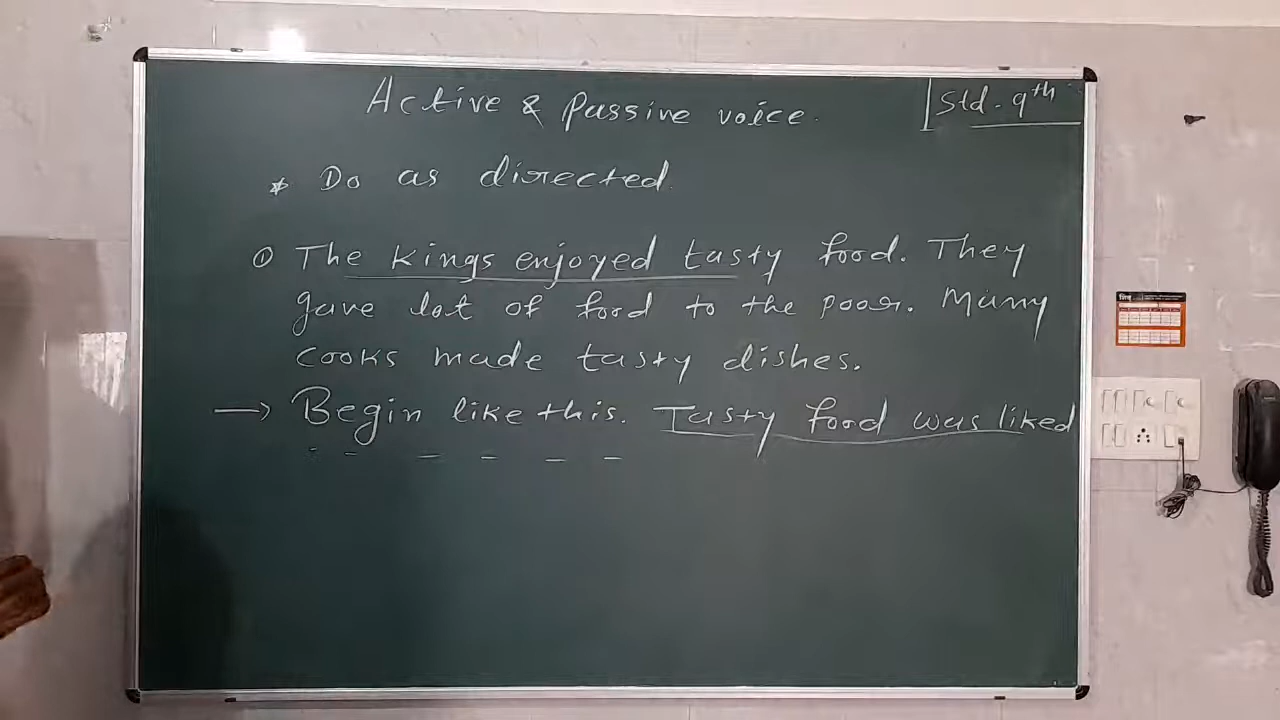 Active & Passive voice.
Std. 9th
* Do as directed.
① The Kings enjoyed tasty food. They
gave lot of food to the poor. Many
cooks made tasty dishes.
→ Begin like this. Tasty food was liked